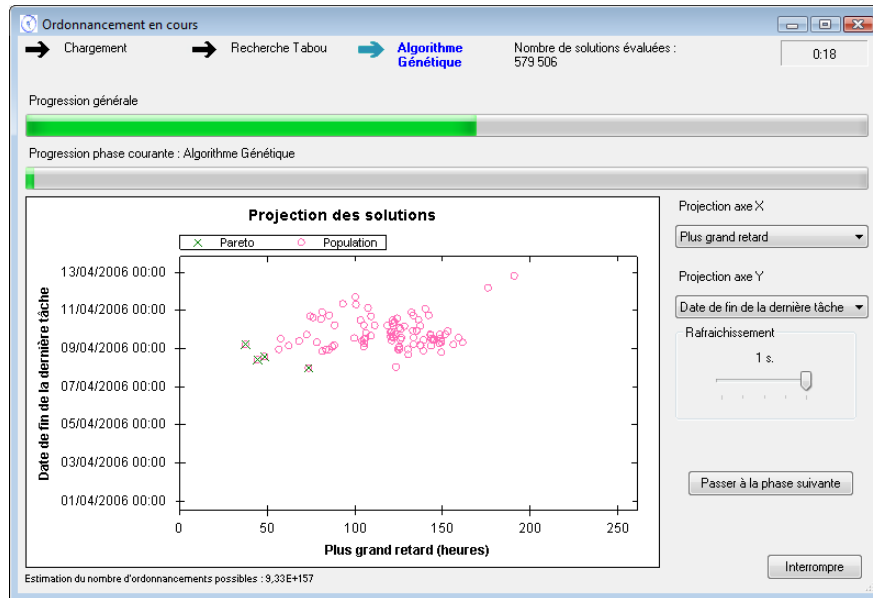 Ordonnancement en cours
Chargement
Recherche Tabou
Algorithme
Génétique
Nombre de solutions évaluées :
579 506
0:18
Progression générale
Progression phase courante : Algorithme Génétique
Projection des solutions
Pareto
Population
Date de fin de la dernière tâche
13/04/2006 00:00
11/04/2006 00:00
09/04/2006 00:00
07/04/2006 00:00
05/04/2006 00:00
03/04/2006 00:00
01/04/2006 00:00
0 50 100 150 200 250
Plus grand retard (heures)
Projection axe X
Plus grand retard
Projection axe Y
Date de fin de la dernière tâche
Rafraichissement
1 s.
Passer à la phase suivante
Interrompre
Estimation du nombre d'ordonnancements possibles : 9,33E+157